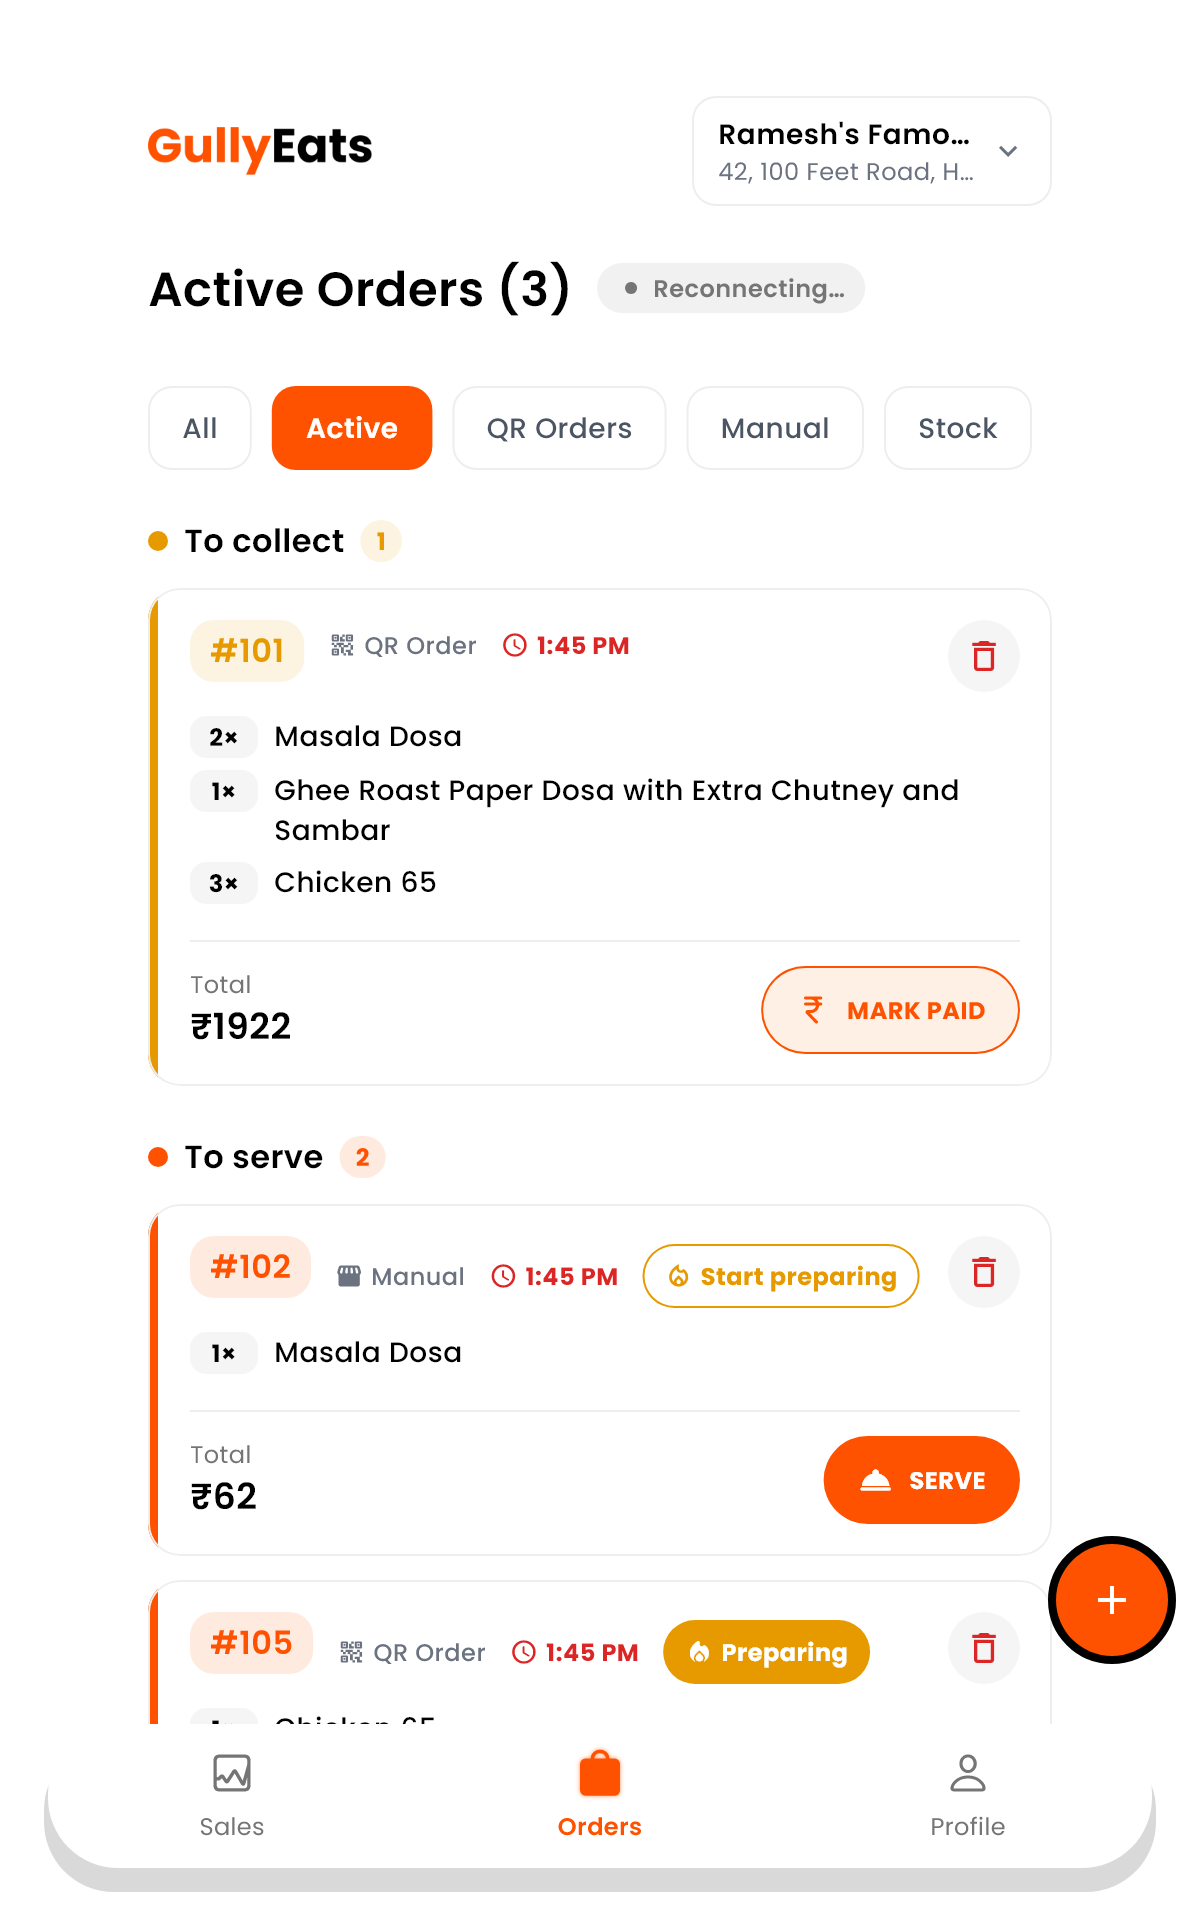 GullyEats
Ramesh's Famo...
42, 100 Feet Road, H...
Active Orders (3)
Reconnecting...
All
Active
QR Orders
Manual
Stock
To collect 1
#101
QR Order
1:45 PM
2× Masala Dosa
1× Ghee Roast Paper Dosa with Extra Chutney and
Sambar
3× Chicken 65
Total
₹1922
₹ MARK PAID
To serve 2
#102
Manual
1:45 PM
Start preparing
1× Masala Dosa
Total
₹62
SERVE
+
#105
QR Order
1:45 PM
Preparing
Chicken 65
Sales
Orders
Profile